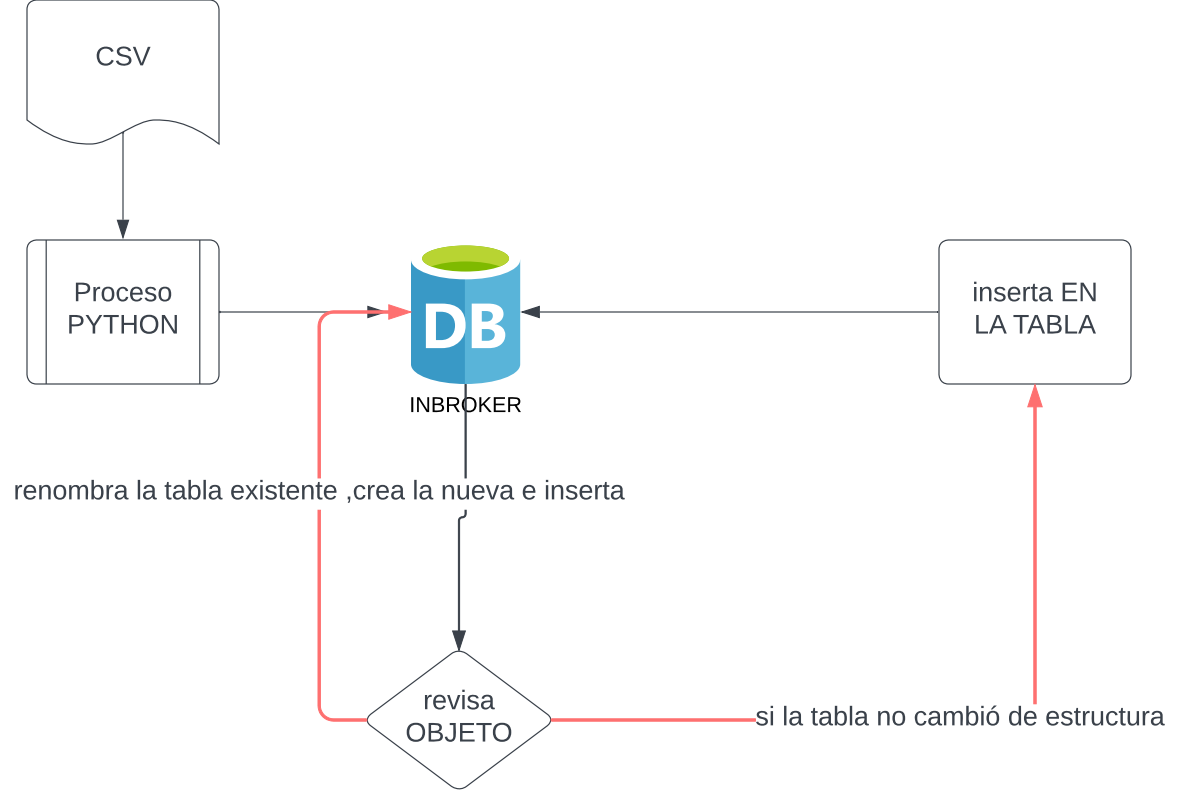 CSV
Proceso
PYTHON
DB
INBROKER
inserta EN
LA TABLA
renombra la tabla existente ,crea la nueva e inserta
revisa
OBJETO
si la tabla no cambió de estructura